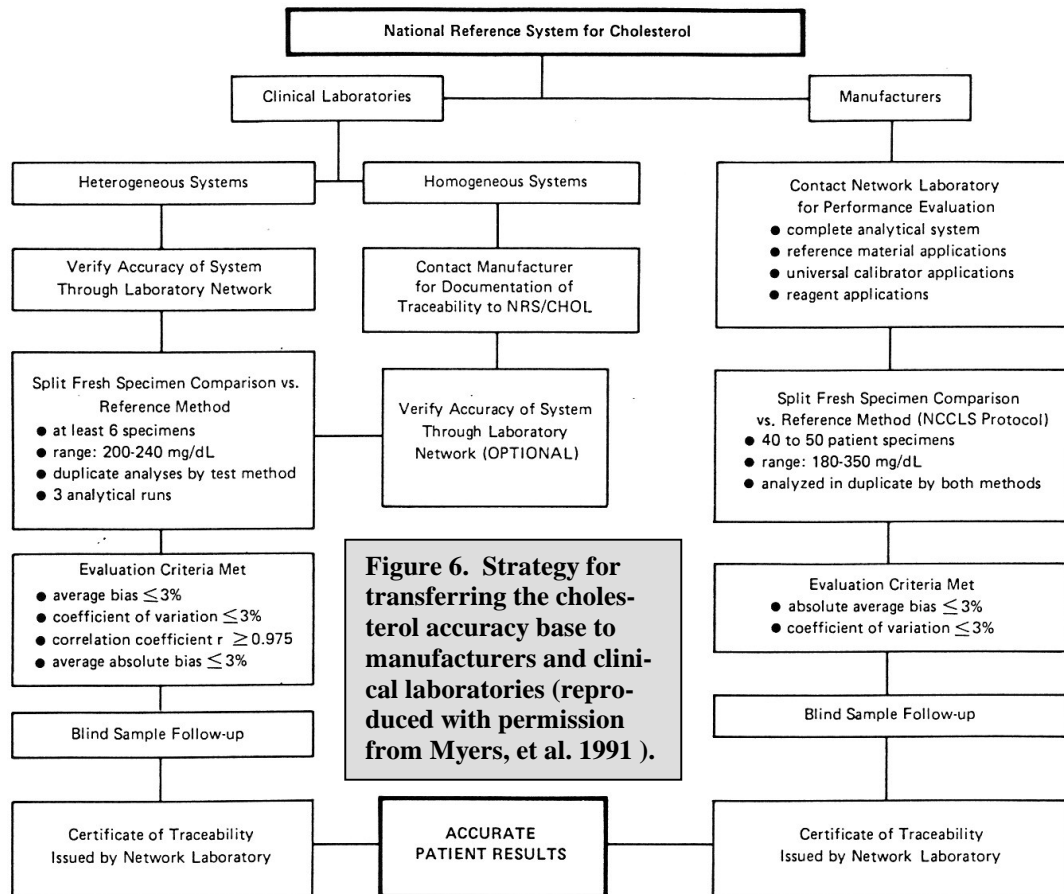 National Reference System for Cholesterol
Clinical Laboratories
Manufacturers
Heterogeneous Systems
Homogeneous Systems
Contact Network Laboratory
for Performance Evaluation
● complete analytical system
● reference material applications
● universal calibrator applications
● reagent applications
Verify Accuracy of System
Through Laboratory Network
Contact Manufacturer
for Documentation of
Traceability to NRS/CHOL
Split Fresh Specimen Comparison vs.
Reference Method
● at least 6 specimens
● range: 200-240 mg/dL
● duplicate analyses by test method
● 3 analytical runs
Verify Accuracy of System
Through Laboratory
Network (OPTIONAL)
Split Fresh Specimen Comparison
vs. Reference Method (NCCLS Protocol)
● 40 to 50 patient specimens
● range: 180-350 mg/dL
● analyzed in duplicate by both methods
Evaluation Criteria Met
● average bias ≤3%
● coefficient of variation ≤3%
● correlation coefficient r ≥0.975
● average absolute bias ≤3%
Figure 6. Strategy for
transferring the choles-
terol accuracy base to
manufacturers and clini-
cal laboratories (repro-
duced with permission
from Myers, et al. 1991 ).
Evaluation Criteria Met
● absolute average bias ≤3%
● coefficient of variation ≤3%
Blind Sample Follow-up
Blind Sample Follow-up
Certificate of Traceability
Issued by Network Laboratory
ACCURATE
PATIENT RESULTS
Certificate of Traceability
Issued by Network Laboratory